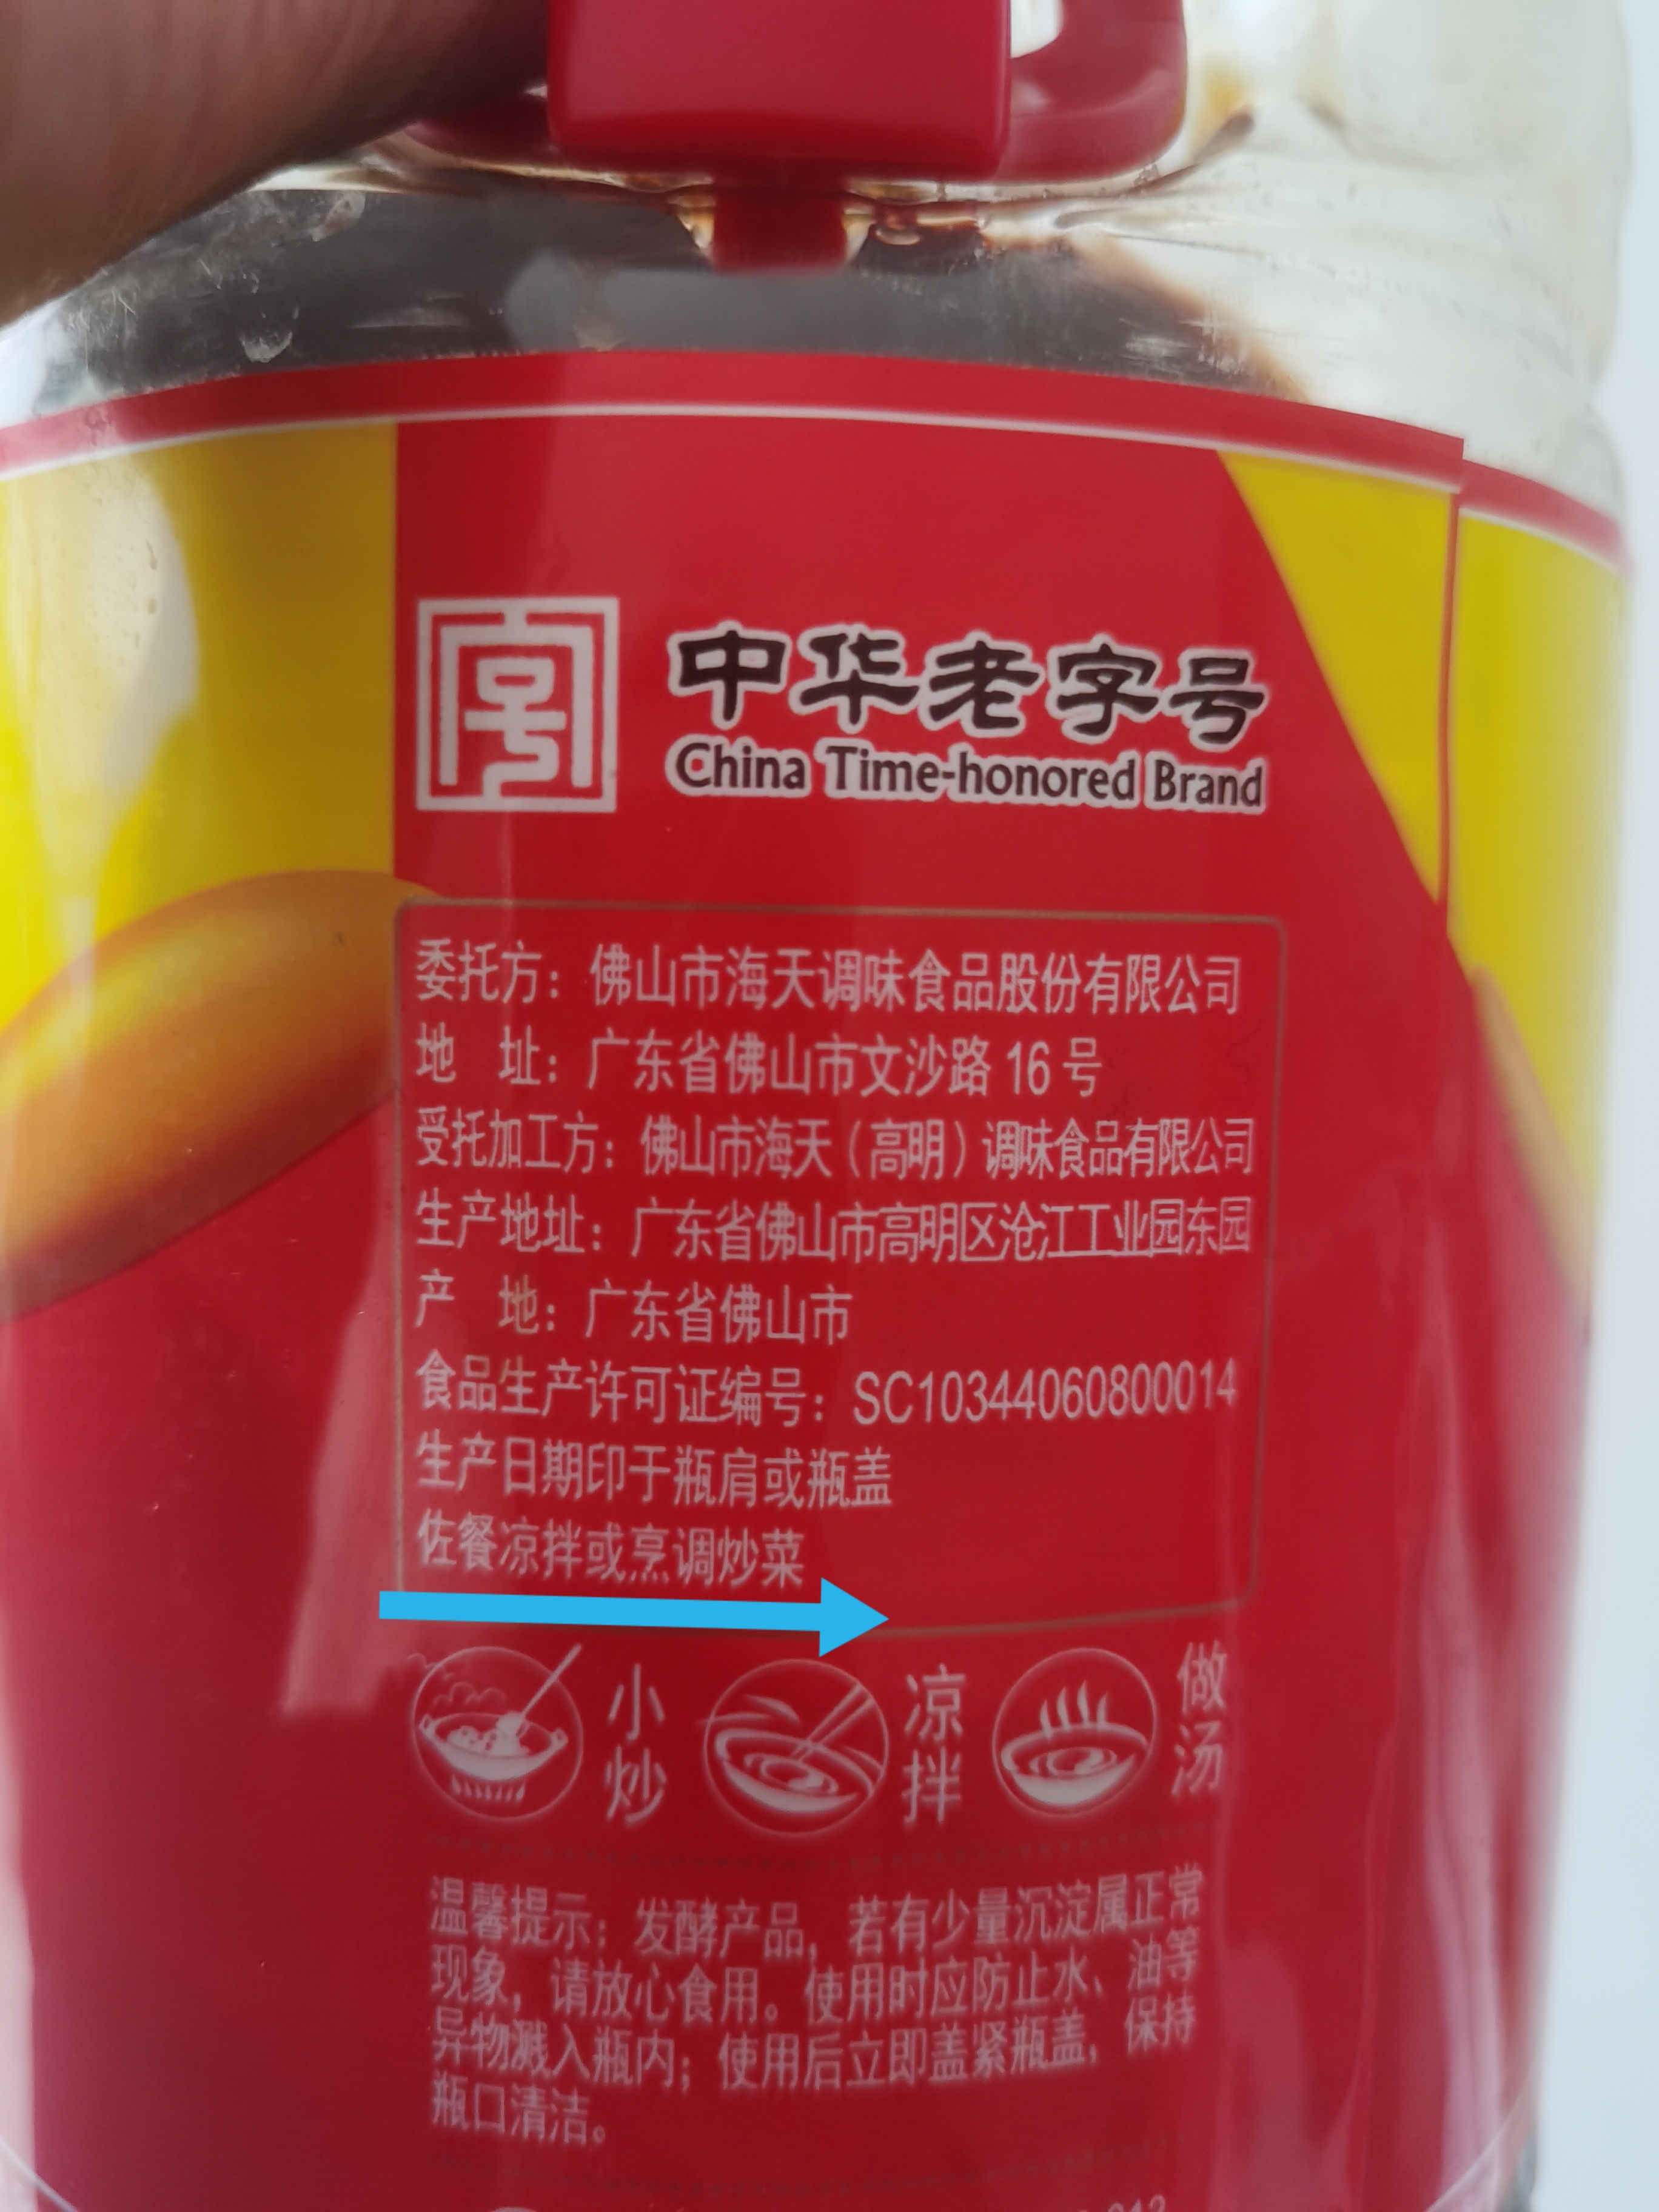 中华老字号
China Time-honored Brand
委托方：佛山市海天调味食品股份有限公司
地 址：广东省佛山市文沙路 16 号
受托加工方：佛山市海天（高明）调味食品有限公司
生产地址：广东省佛山市高明区沧江工业园东园
产 地：广东省佛山市
食品生产许可证编号：SC10344060800014
生产日期印于瓶肩或瓶盖
佐餐凉拌或烹调炒菜
小炒
凉拌
做汤
温馨提示：发酵产品，若有少量沉淀属正常
现象，请放心食用。使用时应防止水、油等
异物溅入瓶内；使用后立即盖紧瓶盖，保持
瓶口清洁。